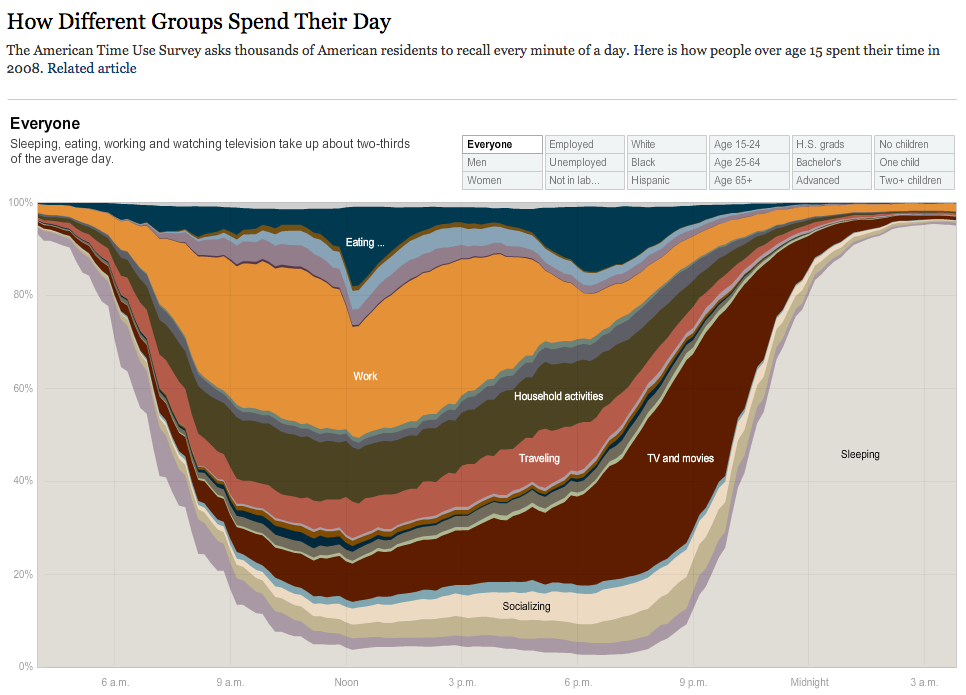 How Different Groups Spend Their Day
The American Time Use Survey asks thousands of American residents to recall every minute of a day. Here is how people over age 15 spent their time in
2008. Related article
Everyone
Sleeping, eating, working and watching television take up about two-thirds
of the average day.
Everyone Employed White Age 15-24 H.S. grads No children
Men Unemployed Black Age 25-64 Bachelor's One child
Women Not in lab... Hispanic Age 65+ Advanced Two+ children
100%
Eating ...
80%
Work
60%
Household activities
Traveling
TV and movies
Sleeping
40%
20%
Socializing
0%
6 a.m. 9 a.m. Noon 3 p.m. 6 p.m. 9 p.m. Midnight 3 a.m.